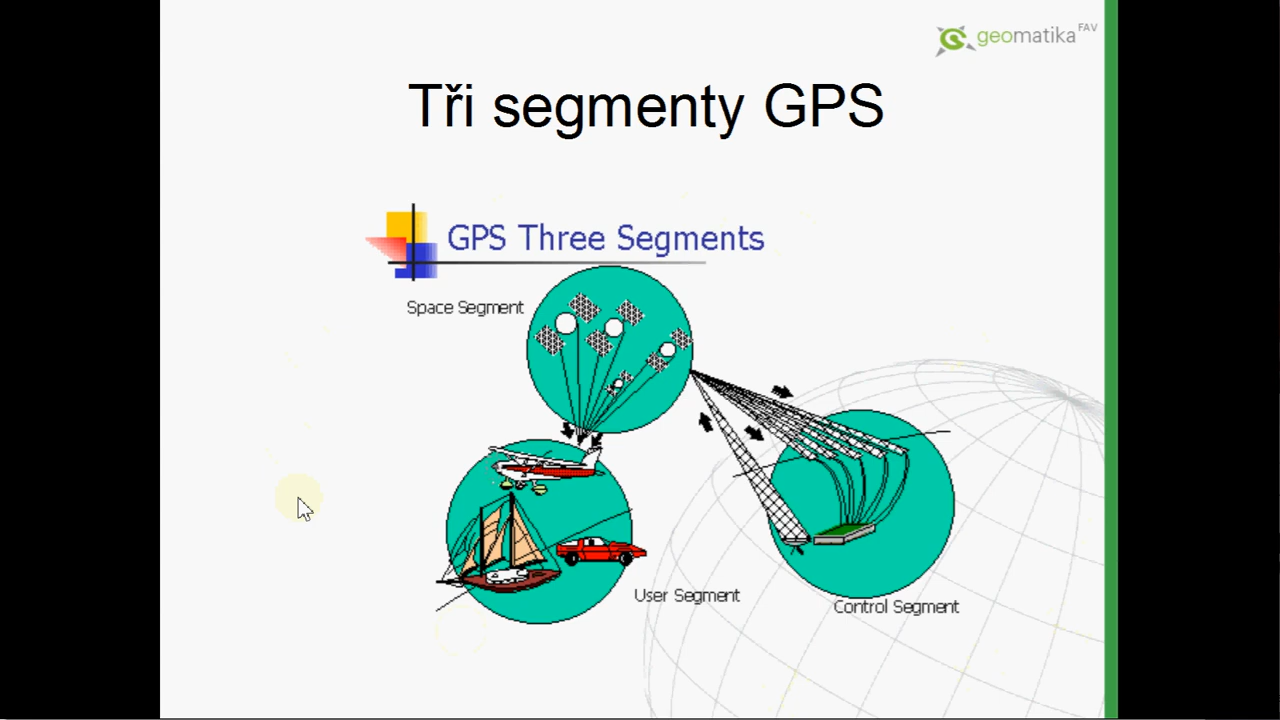 geomatika FAV
Tři segmenty GPS
GPS Three Segments
Space Segment
User Segment
Control Segment